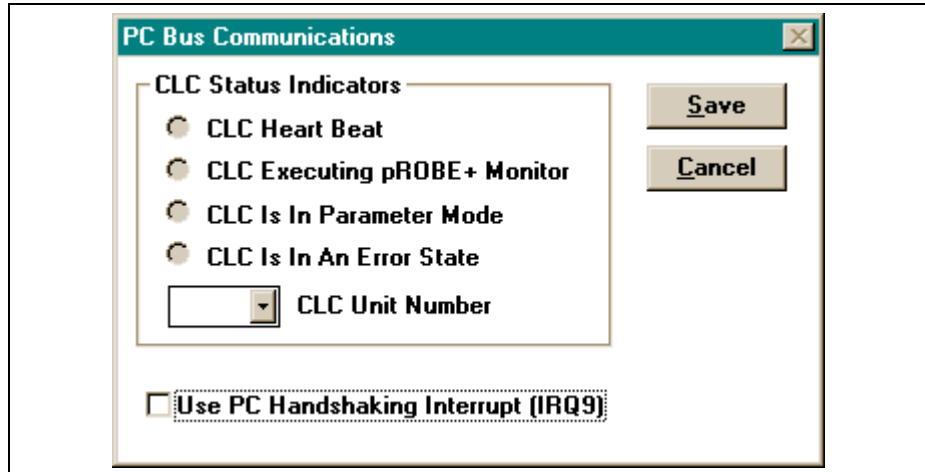 PC Bus Communications
CLC Status Indicators
Save
CLC Heart Beat
Cancel
CLC Executing pROBE+ Monitor
CLC Is In Parameter Mode
CLC Is In An Error State
CLC Unit Number
Use PC Handshaking Interrupt (IRQ9)